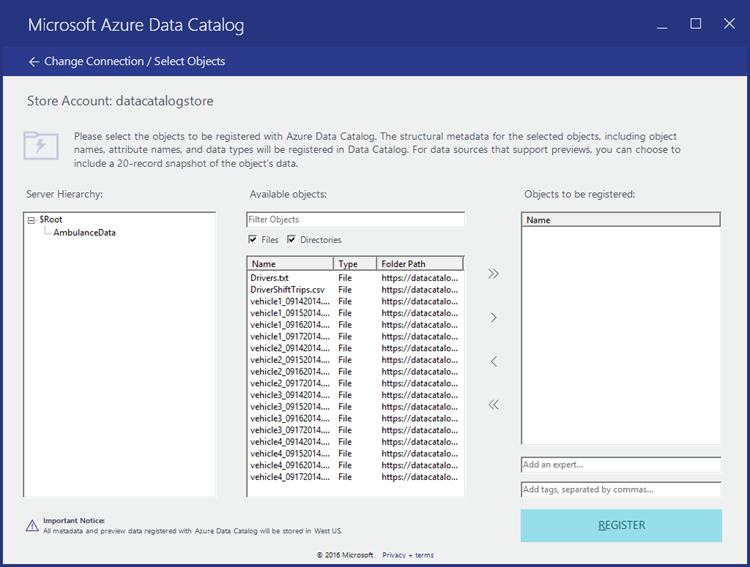 Microsoft Azure Data Catalog
Change Connection / Select Objects
Store Account: datacatalogstore
Please select the objects to be registered with Azure Data Catalog. The structural metadata for the selected objects, including object
names, attribute names, and data types will be registered in Data Catalog. For data sources that support previews, you can choose to
include a 20-record snapshot of the object's data.
Server Hierarchy:
$Root
AmbulanceData
Available objects:
Filter Objects
Files Directories
Name Type Folder Path
Drivers.txt File https://datacatalo...
DriverShiftTrips.csv File https://datacatalo...
vehicle1_09142014.... File https://datacatalo...
vehicle1_09152014.... File https://datacatalo...
vehicle1_09162014.... File https://datacatalo...
vehicle1_09172014.... File https://datacatalo...
vehicle2_09142014.... File https://datacatalo...
vehicle2_09152014.... File https://datacatalo...
vehicle2_09162014.... File https://datacatalo...
vehicle2_09172014.... File https://datacatalo...
vehicle3_09142014.... File https://datacatalo...
vehicle3_09152014.... File https://datacatalo...
vehicle3_09162014.... File https://datacatalo...
vehicle3_09172014.... File https://datacatalo...
vehicle4_09142014.... File https://datacatalo...
vehicle4_09152014.... File https://datacatalo...
vehicle4_09162014.... File https://datacatalo...
vehicle4_09172014.... File https://datacatalo...
Objects to be registered:
Name
Add an expert...
Add tags, separated by commas...
REGISTER
Important Notice:
All metadata and preview data registered with Azure Data Catalog will be stored in West US.
© 2016 Microsoft Privacy + terms